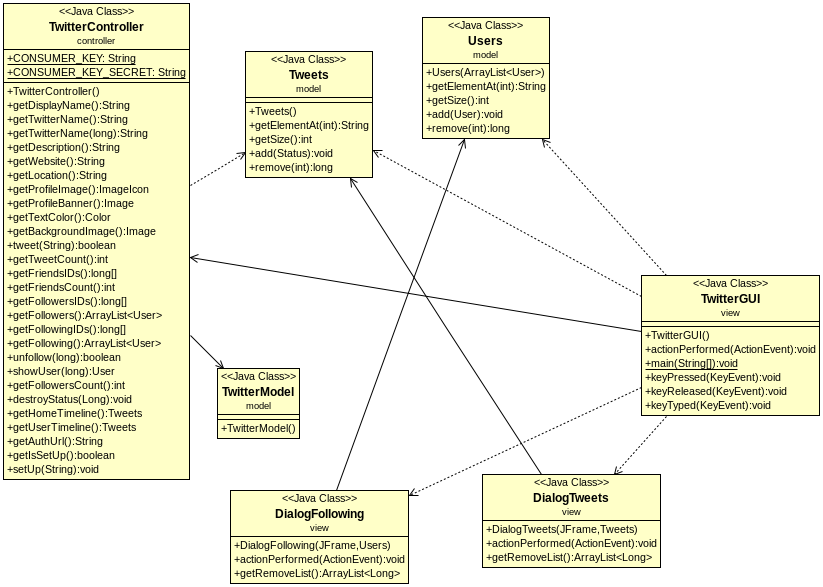 <<Java Class>>
TwitterController
controller
+CONSUMER_KEY: String
+CONSUMER_KEY_SECRET: String
+TwitterController()
+getDisplayName():String
+getTwitterName():String
+getTwitterName(long):String
+getDescription():String
+getWebsite():String
+getLocation():String
+getProfileImage():ImageIcon
+getProfileBanner():Image
+getTextColor():Color
+getBackgroundImage():Image
+tweet(String):boolean
+getTweetCount():int
+getFriendsIDs():long[]
+getFriendsCount():int
+getFollowersIDs():long[]
+getFollowers():ArrayList<User>
+getFollowingIDs():long[]
+getFollowing():ArrayList<User>
+unfollow(long):boolean
+showUser(long):User
+getFollowersCount():int
+destroyStatus(Long):void
+getHomeTimeline():Tweets
+getUserTimeline():Tweets
+getAuthUrl():String
+getIsSetUp():boolean
+setUp(String):void
<<Java Class>>
Tweets
model
+Tweets()
+getElementAt(int):String
+getSize():int
+add(Status):void
+remove(int):long
<<Java Class>>
Users
model
+Users(ArrayList<User>)
+getElementAt(int):String
+getSize():int
+add(User):void
+remove(int):long
<<Java Class>>
TwitterGUI
view
+TwitterGUI()
+actionPerformed(ActionEvent):void
+main(String[]):void
+keyPressed(KeyEvent):void
+keyReleased(KeyEvent):void
+keyTyped(KeyEvent):void
<<Java Class>>
TwitterModel
model
+TwitterModel()
<<Java Class>>
DialogFollowing
view
+DialogFollowing(JFrame,Users)
+actionPerformed(ActionEvent):void
+getRemoveList():ArrayList<Long>
<<Java Class>>
DialogTweets
view
+DialogTweets(JFrame,Tweets)
+actionPerformed(ActionEvent):void
+getRemoveList():ArrayList<Long>